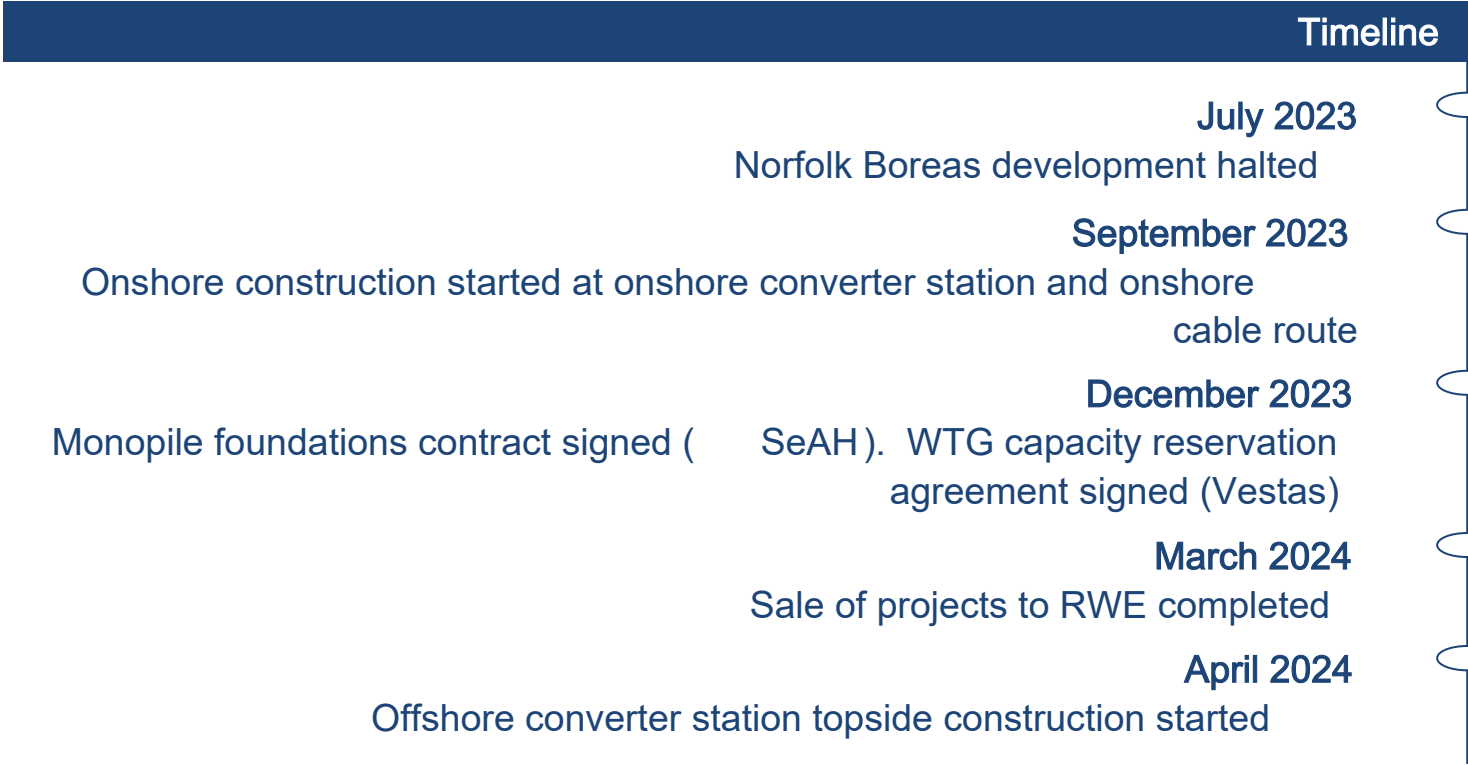 Timeline
July 2023
Norfolk Boreas development halted
September 2023
Onshore construction started at onshore converter station and onshore
cable route
December 2023
Monopile foundations contract signed (SeAH). WTG capacity reservation
agreement signed (Vestas)
March 2024
Sale of projects to RWE completed
April 2024
Offshore converter station topside construction started